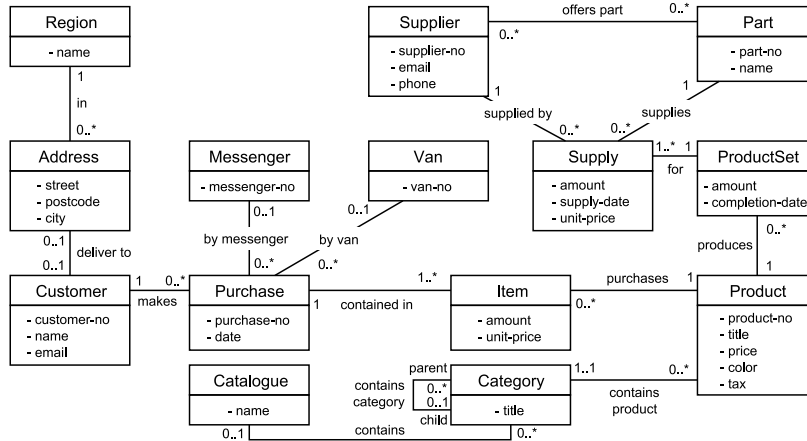 Region
- name
1
in
0..*
Address
- street
- postcode
- city
0..1
deliver to
0..1
Customer
- customer-no
- name
- email
1
0..*
makes
Messenger
- messenger-no
0..1
by messenger
0..*
Van
- van-no
0..1
by van
0..*
Purchase
- purchase-no
- date
1
1..*
contained in
Supplier
- supplier-no
- email
- phone
offers part
0..*
0..*
Part
- part-no
- name
1
supplied by
0..*
1
supplies
0..*
Supply
- amount
- supply-date
- unit-price
1..*
1
for
ProductSet
- amount
- completion-date
0..*
produces
1
Item
- amount
- unit-price
purchases
1
0..*
Product
- product-no
- title
- price
- color
- tax
Catalogue
- name
0..1
contains
0..*
parent
contains
category
0..*
0..1
child
Category
- title
1..1
0..*
contains
product